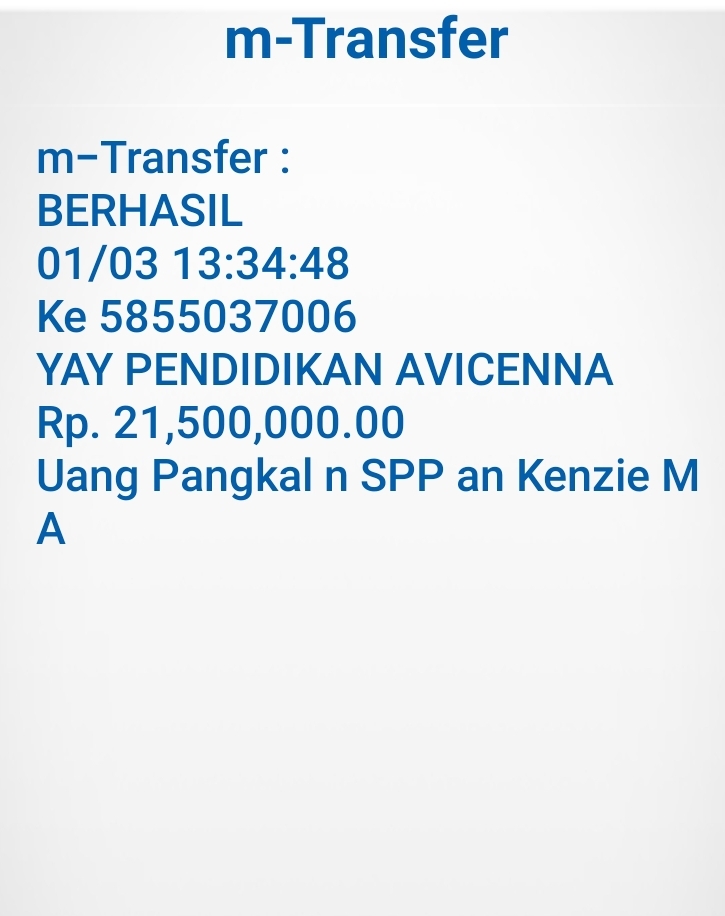 m-Transfer
m-Transfer :
BERHASIL
01/03 13:34:48
Ke 5855037006
YAY PENDIDIKAN AVICENNA
Rp. 21,500,000.00
Uang Pangkal n SPP an Kenzie M
A